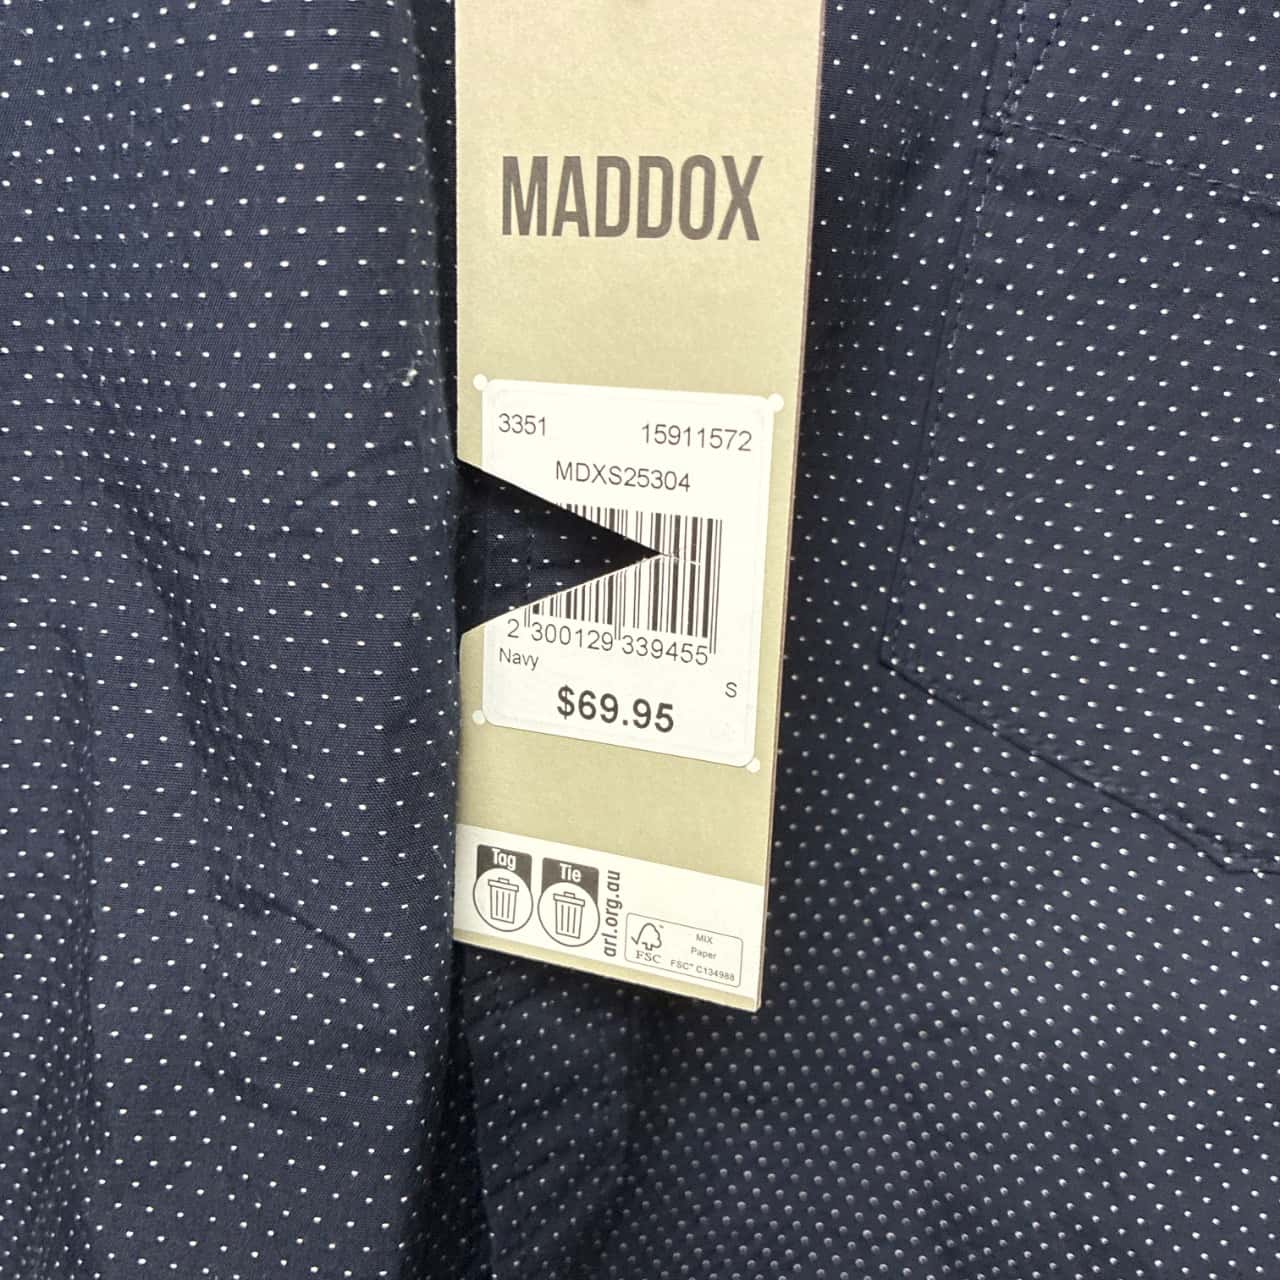 MADDOX
3351 15911572
MDXS25304
2 300129 339455
Navy S
$69.95
Tag Tie
arl.org.au
FSC
MIX
Paper
FSC™ C134988